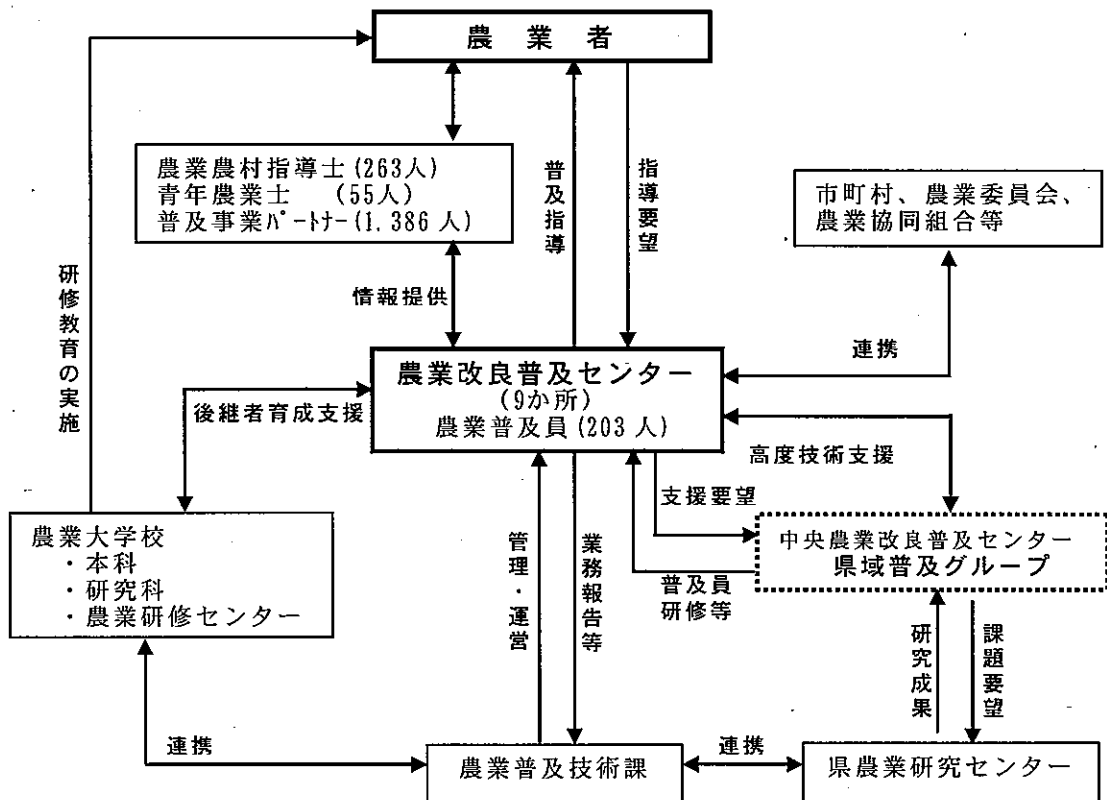 農 業 者
農業農村指導士(263人)
青年農業士 (55人)
普及事業ﾊﾟｰﾄﾅｰ(1,386人)
普及指導
指導要望
市町村、農業委員会、
農業協同組合等
研修教育の実施
情報提供
連携
農業改良普及センター
(9か所)
農業普及員(203人)
後継者育成支援
高度技術支援
支援要望
農業大学校
・本科
・研究科
・農業研修センター
管理・運営
業務報告等
普及員
研修等
中央農業改良普及センター
県域普及グループ
研究成果
課題要望
連携
農業普及技術課
連携
県農業研究センター